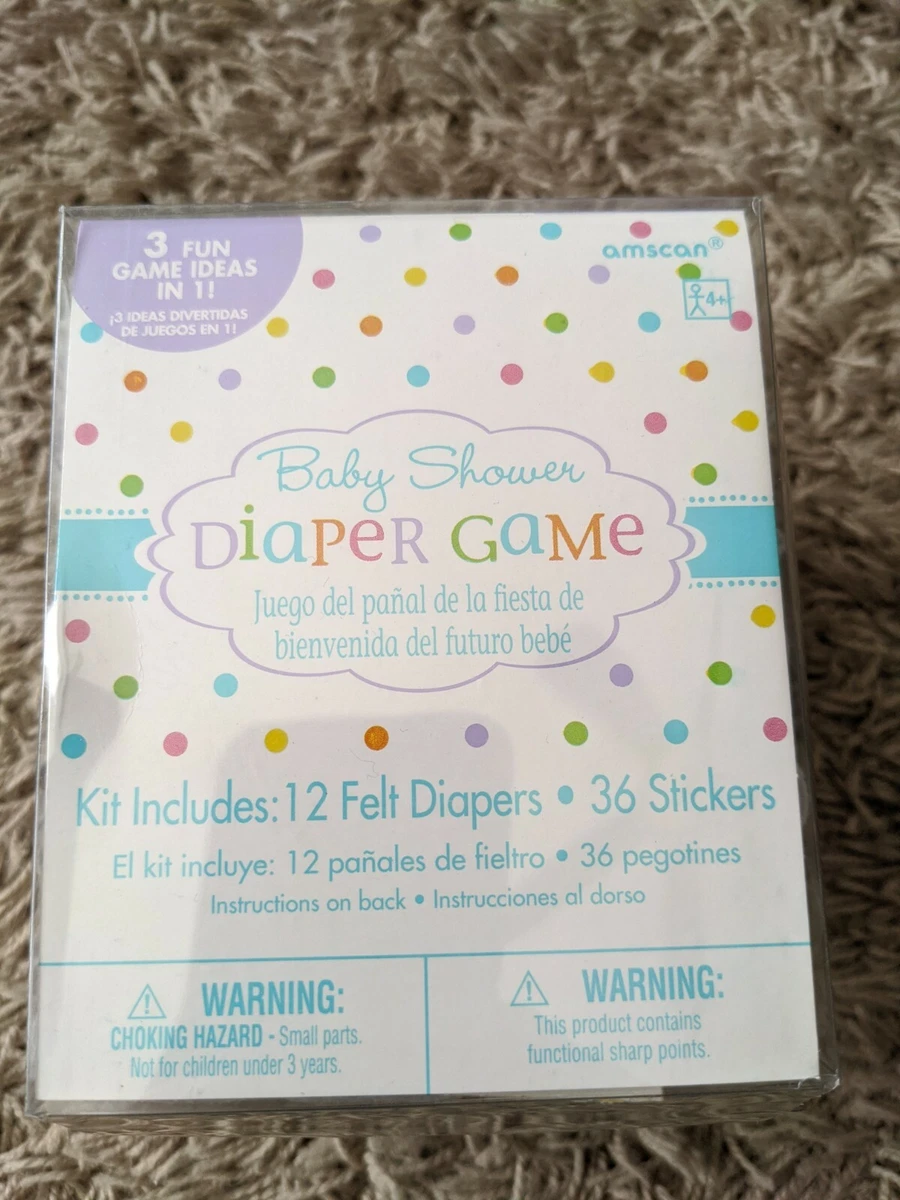 3 FUN
GAME IDEAS
IN 1!
¡3 IDEAS DIVERTIDAS
DE JUEGOS EN 1!
amscan®
4+
Baby Shower
DiaPeR GaMe
Juego del pañal de la fiesta de
bienvenida del futuro bebé
Kit Includes: 12 Felt Diapers • 36 Stickers
El kit incluye: 12 pañales de fieltro • 36 pegotines
Instructions on back • Instrucciones al dorso
WARNING:
CHOKING HAZARD - Small parts.
Not for children under 3 years.
WARNING:
This product contains
functional sharp points.